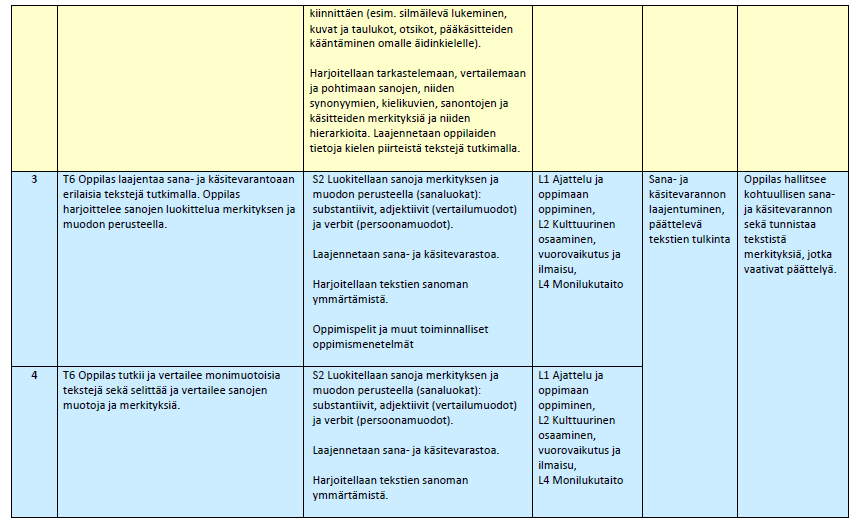 kiinnittäen (esim. silmäilevä lukeminen,
kuvat ja taulukot, otsikot, pääkäsitteiden
kääntäminen omalle äidinkielelle).
Harjoitellaan tarkastelemaan, vertailemaan
ja pohtimaan sanojen, niiden
synonyymien, kielikuvien, sanontojen ja
käsitteiden merkityksiä ja niiden
hierarkioita. Laajennetaan oppilaiden
tietoja kielen piirteistä tekstejä tutkimalla.
3
T6 Oppilas laajentaa sana- ja käsitevarantoaan
erilaisia tekstejä tutkimalla. Oppilas
harjoittelee sanojen luokittelua merkityksen ja
muodon perusteella.
S2 Luokitellaan sanoja merkityksen ja
muodon perusteella (sanaluokat):
substantiivit, adjektiivit (vertailumuodot)
ja verbit (persoonamuodot).
Laajennetaan sana- ja käsitevarastoa.
Harjoitellaan tekstien sanoman
ymmärtämistä.
Oppimispelit ja muut toiminnalliset
oppimismenetelmät
L1 Ajattelu ja
oppimaan
oppiminen,
L2 Kulttuurinen
osaaminen,
vuorovaikutus ja
ilmaisu,
L4 Monilukutaito
Sana- ja
käsitevarannon
laajentuminen,
päättelevä
tekstien tulkinta
Oppilas hallitsee
kohtuullisen sana-
ja käsitevarannon
sekä tunnistaa
tekstistä
merkityksiä, jotka
vaativat päättelyä.
4
T6 Oppilas tutkii ja vertailee monimuotoisia
tekstejä sekä selittää ja vertailee sanojen
muotoja ja merkityksiä.
S2 Luokitellaan sanoja merkityksen ja
muodon perusteella (sanaluokat):
substantiivit, adjektiivit (vertailumuodot)
ja verbit (persoonamuodot).
Laajennetaan sana- ja käsitevarastoa.
Harjoitellaan tekstien sanoman
ymmärtämistä.
L1 Ajattelu ja
oppimaan
oppiminen,
L2 Kulttuurinen
osaaminen,
vuorovaikutus ja
ilmaisu,
L4 Monilukutaito